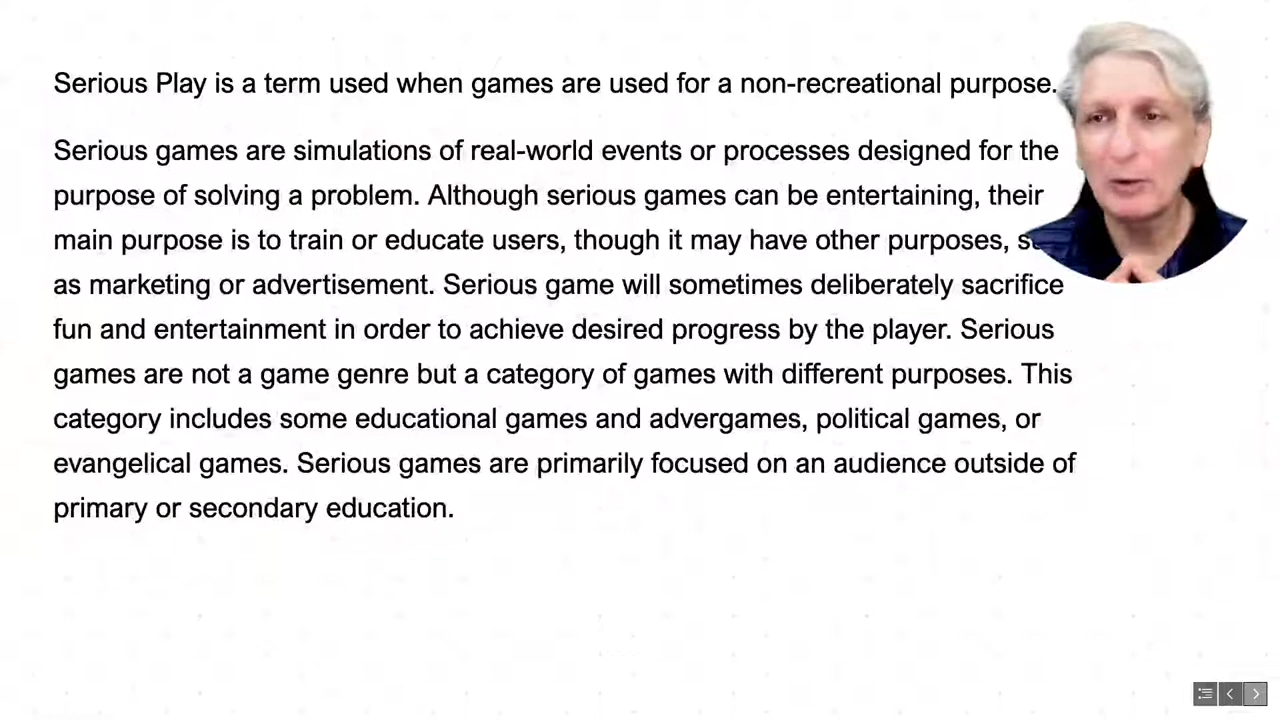 Serious Play is a term used when games are used for a non-recreational purpose.
Serious games are simulations of real-world events or processes designed for the
purpose of solving a problem. Although serious games can be entertaining, their
main purpose is to train or educate users, though it may have other purposes,
as marketing or advertisement. Serious game will sometimes deliberately sacrifice
fun and entertainment in order to achieve desired progress by the player. Serious
games are not a game genre but a category of games with different purposes. This
category includes some educational games and advergames, political games, or
evangelical games. Serious games are primarily focused on an audience outside of
primary or secondary education.